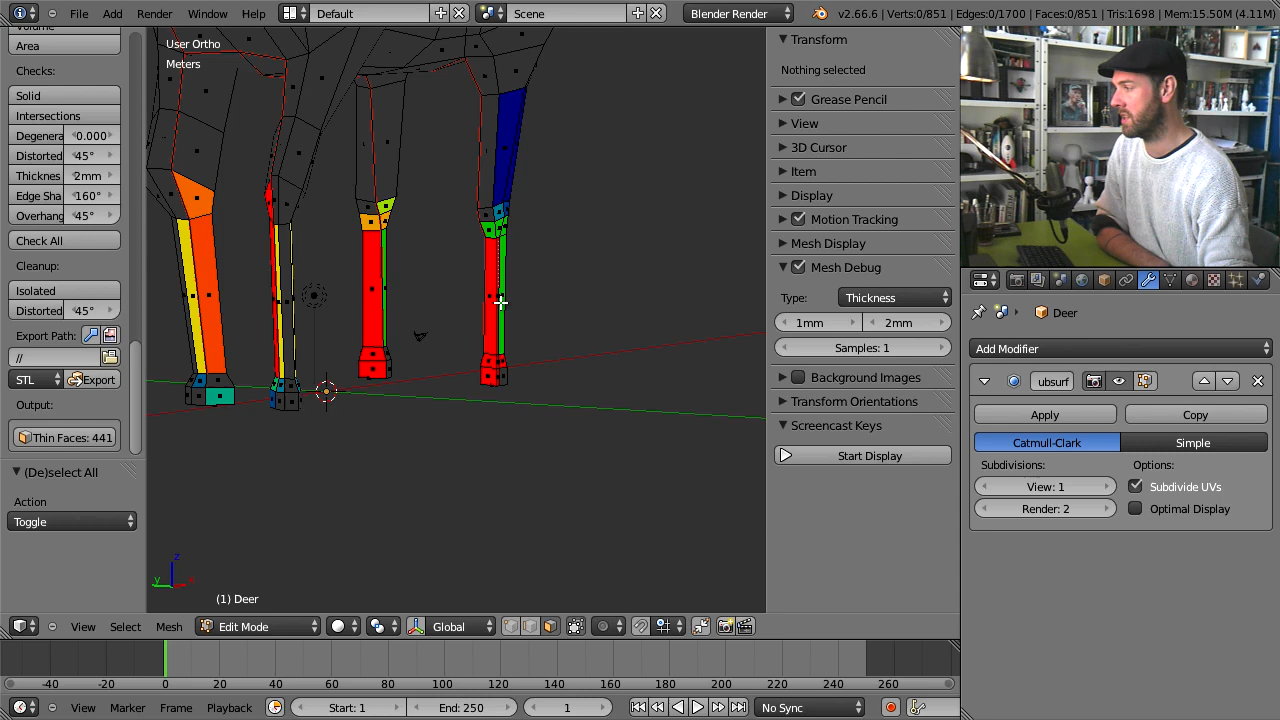 File Add Render Window Help
Default
Scene
Blender Render
v2.66.6 | Verts:0/851 | Edges:0/1700 | Faces:0/851 | Tris:1698 | Mem:15.50M (4.11M)
Area
Checks:
Solid
Intersections
Degenera 0.000
Distorted 45°
Thicknes 2mm
Edge Sha 160°
Overhang 45°
Check All
Cleanup:
Isolated
Distorted 45°
Export Path:
//
STL Export
Output:
Thin Faces: 441
(De)select All
Action
Toggle
User Ortho
Meters
z
y
(1) Deer
Transform
Nothing selected
Grease Pencil
View
3D Cursor
Item
Display
Motion Tracking
Mesh Display
Mesh Debug
Type: Thickness
1mm 2mm
Samples: 1
Background Images
Transform Orientations
Screencast Keys
Start Display
Deer
Add Modifier
ubsurf
Apply Copy
Catmull-Clark Simple
Subdivisions: Options:
View: 1 Subdivide UVs
Render: 2 Optimal Display
View Select Mesh Edit Mode Global
-40 -20 0 20 40 60 80 100 120 140 160 180 200 220 240 260
View Marker Frame Playback Start: 1 End: 250 1 No Sync